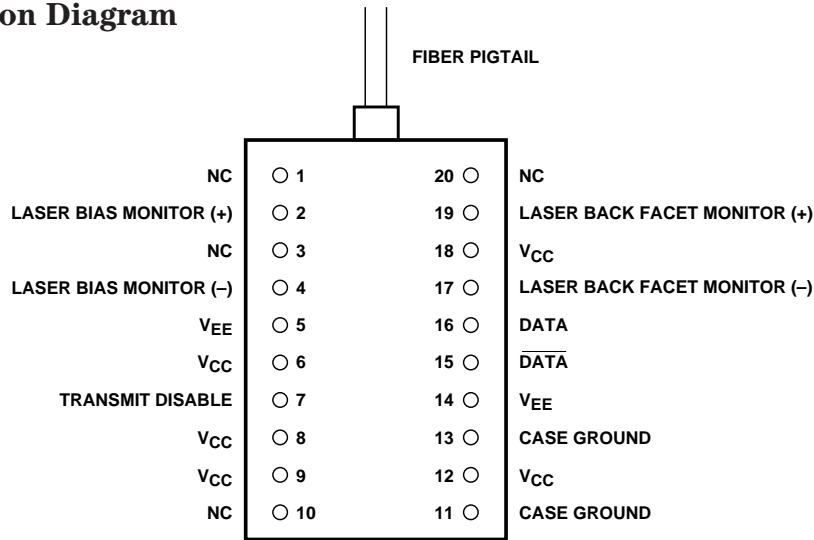 on Diagram
FIBER PIGTAIL
NC 1 20 NC
LASER BIAS MONITOR (+) 2 19 LASER BACK FACET MONITOR (+)
NC 3 18 VCC
LASER BIAS MONITOR (–) 4 17 LASER BACK FACET MONITOR (–)
VEE 5 16 DATA
VCC 6 15 D̅A̅T̅A̅
TRANSMIT DISABLE 7 14 VEE
VCC 8 13 CASE GROUND
VCC 9 12 VCC
NC 10 11 CASE GROUND